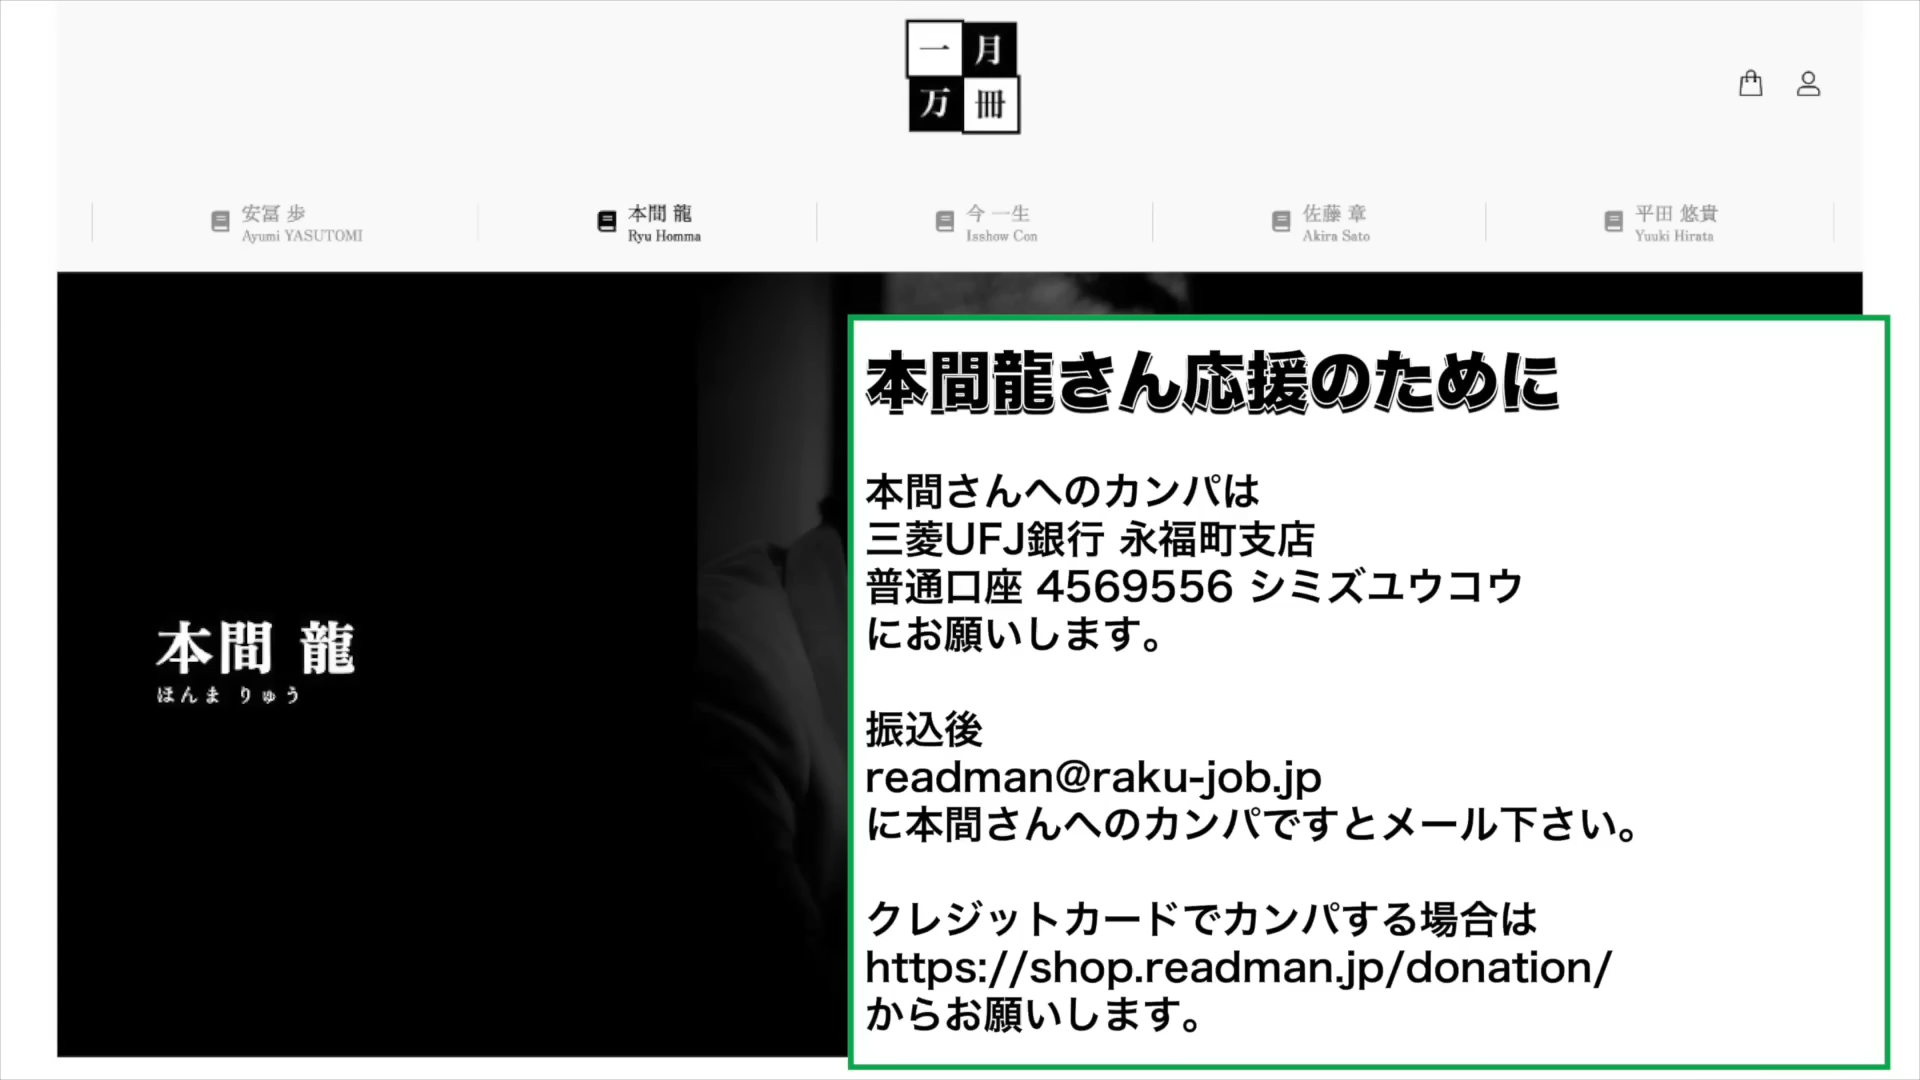 一月
万冊
安冨 歩
Ayumi YASUTOMI
本間 龍
Ryu Homma
今 一生
Isshow Con
佐藤 章
Akira Sato
平田 悠貴
Yuuki Hirata
本間 龍
ほんま りゅう
本間龍さん応援のために
本間さんへのカンパは
三菱UFJ銀行 永福町支店
普通口座 4569556 シミズユウコウ
にお願いします。
振込後
readman@raku-job.jp
に本間さんへのカンパですとメール下さい。
クレジットカードでカンパする場合は
https://shop.readman.jp/donation/
からお願いします。